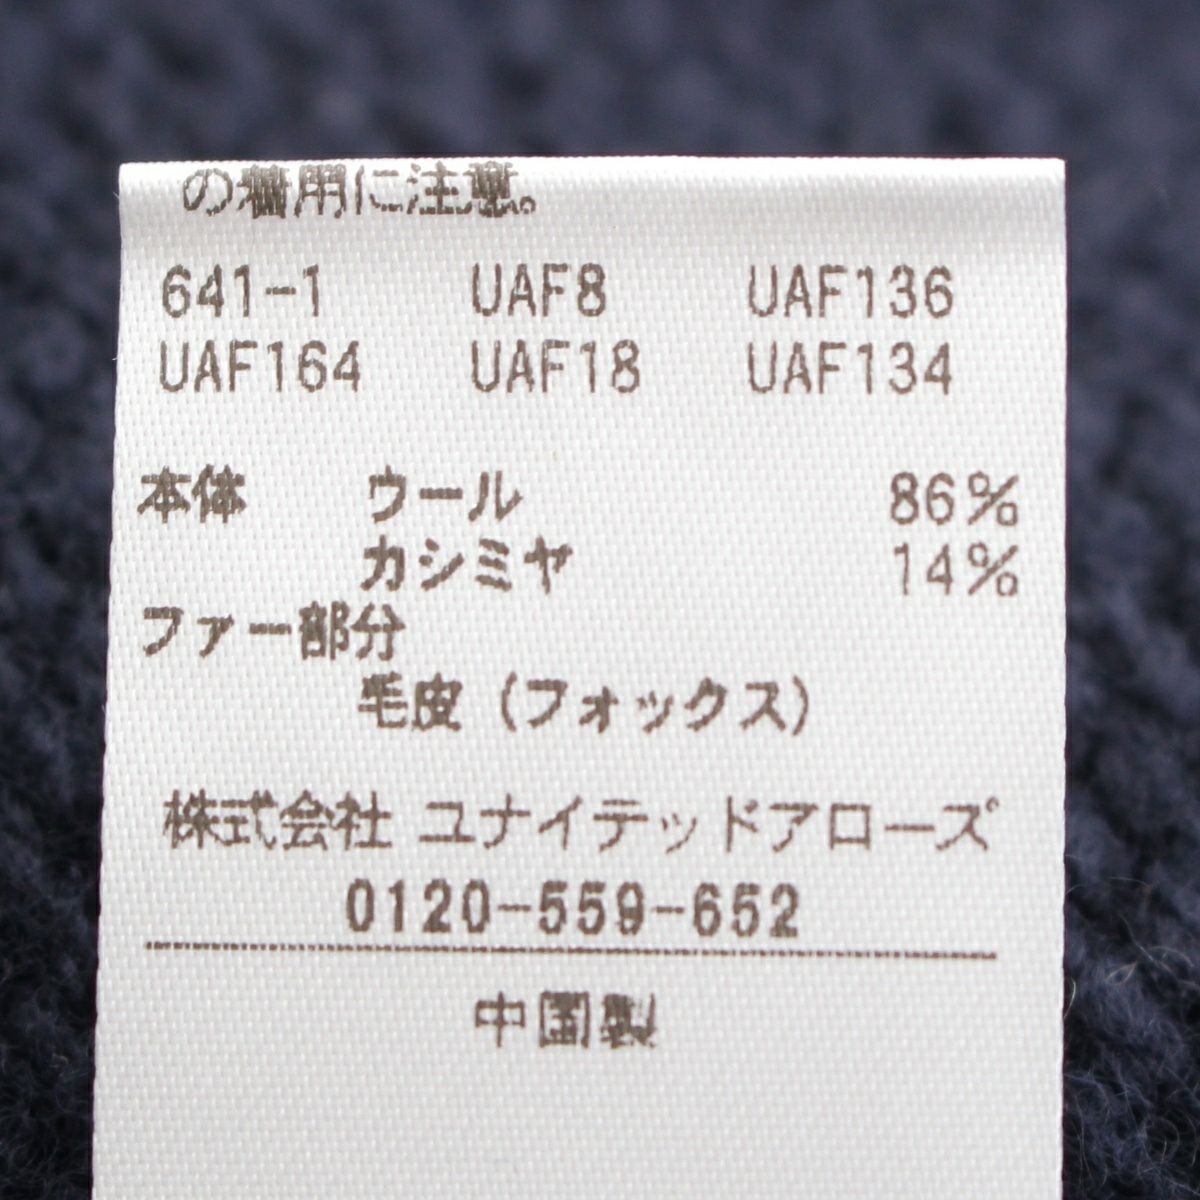 の着用に注意。
641-1 UAF8 UAF136
UAF164 UAF18 UAF134
本体 ウール 86%
カシミヤ 14%
ファー部分
毛皮(フォックス)
株式会社 ユナイテッドアローズ
0120-559-652
中国製